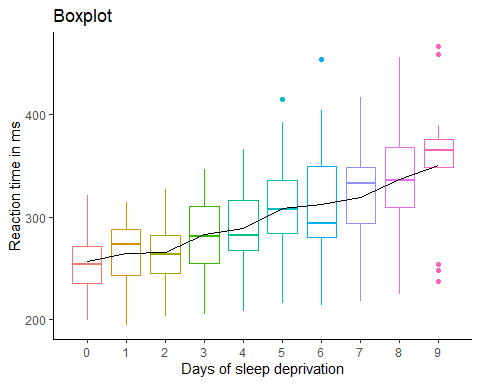 Boxplot
Reaction time in ms
400
300
200
0 1 2 3 4 5 6 7 8 9
Days of sleep deprivation